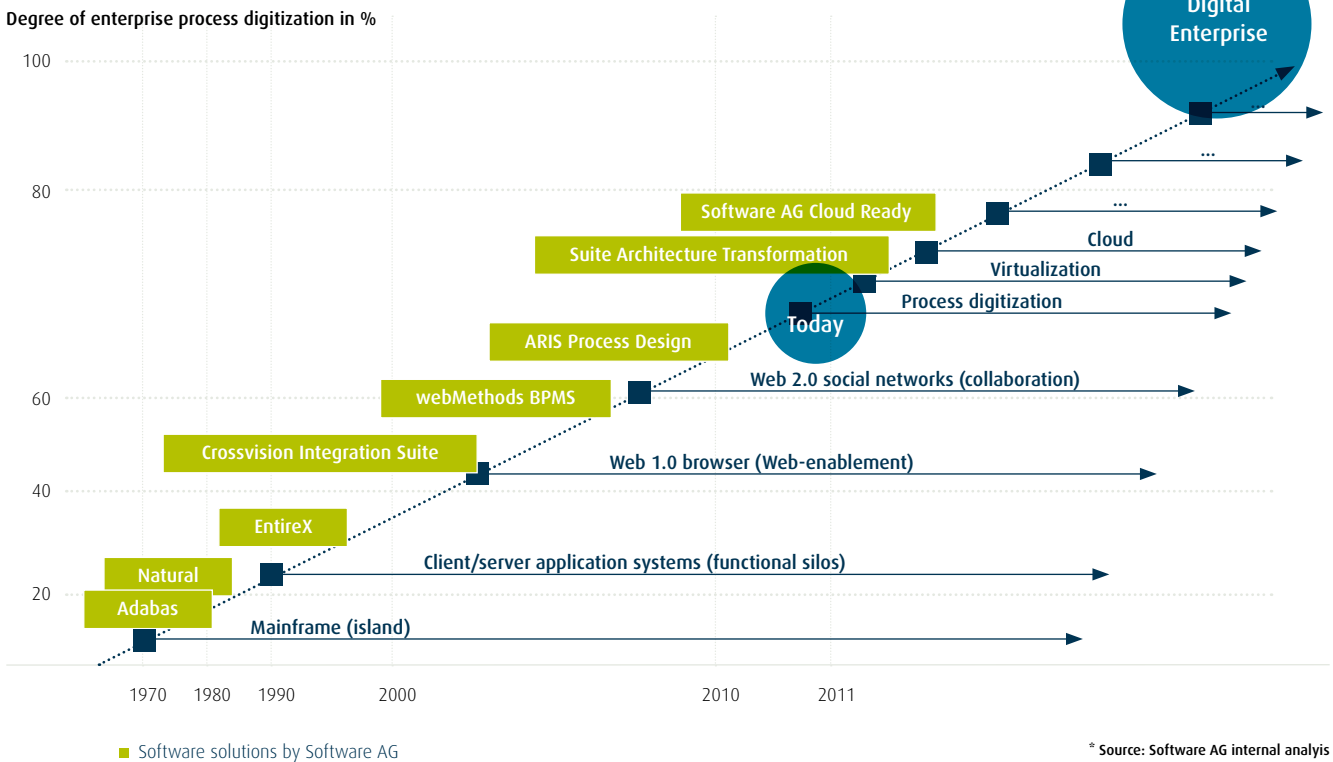 Degree of enterprise process digitization in %
Digital
Enterprise
100
...
...
80
Software AG Cloud Ready
...
Suite Architecture Transformation
Cloud
Virtualization
Process digitization
Today
ARIS Process Design
Web 2.0 social networks (collaboration)
60
webMethods BPMS
Crossvision Integration Suite
Web 1.0 browser (Web-enablement)
40
EntireX
Client/server application systems (functional silos)
Natural
20
Adabas
Mainframe (island)
1970 1980 1990 2000 2010 2011
Software solutions by Software AG
* Source: Software AG internal analyis